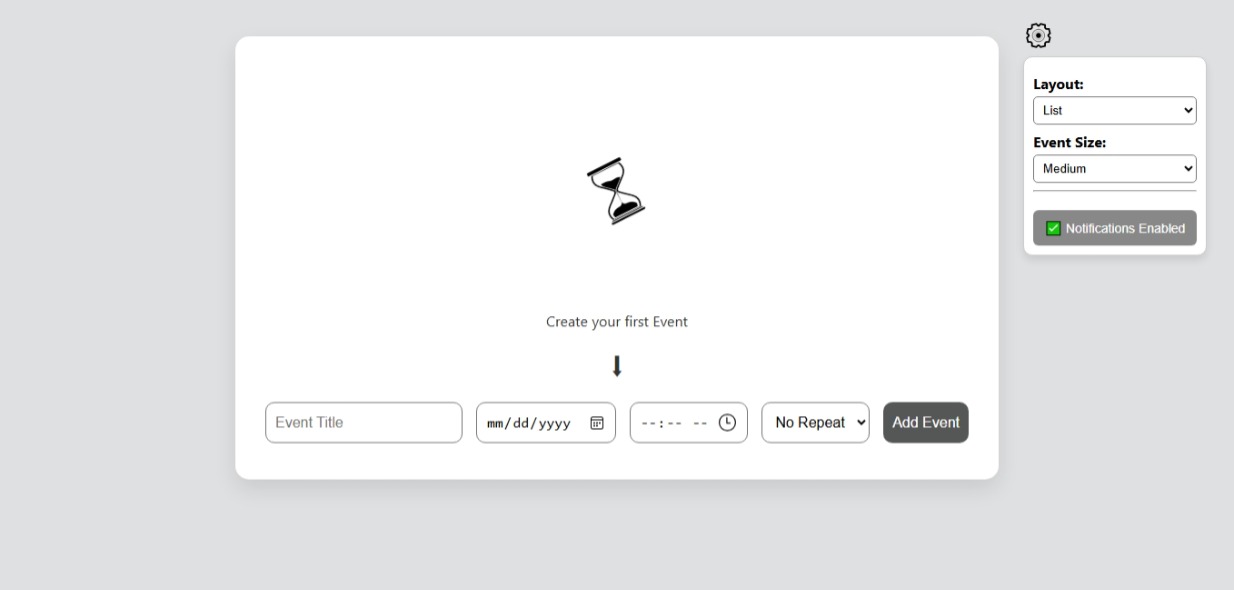 Layout:
List
Event Size:
Medium
✅ Notifications Enabled
Create your first Event
⬇
Event Title
mm/dd/yyyy
--:-- --
No Repeat
Add Event